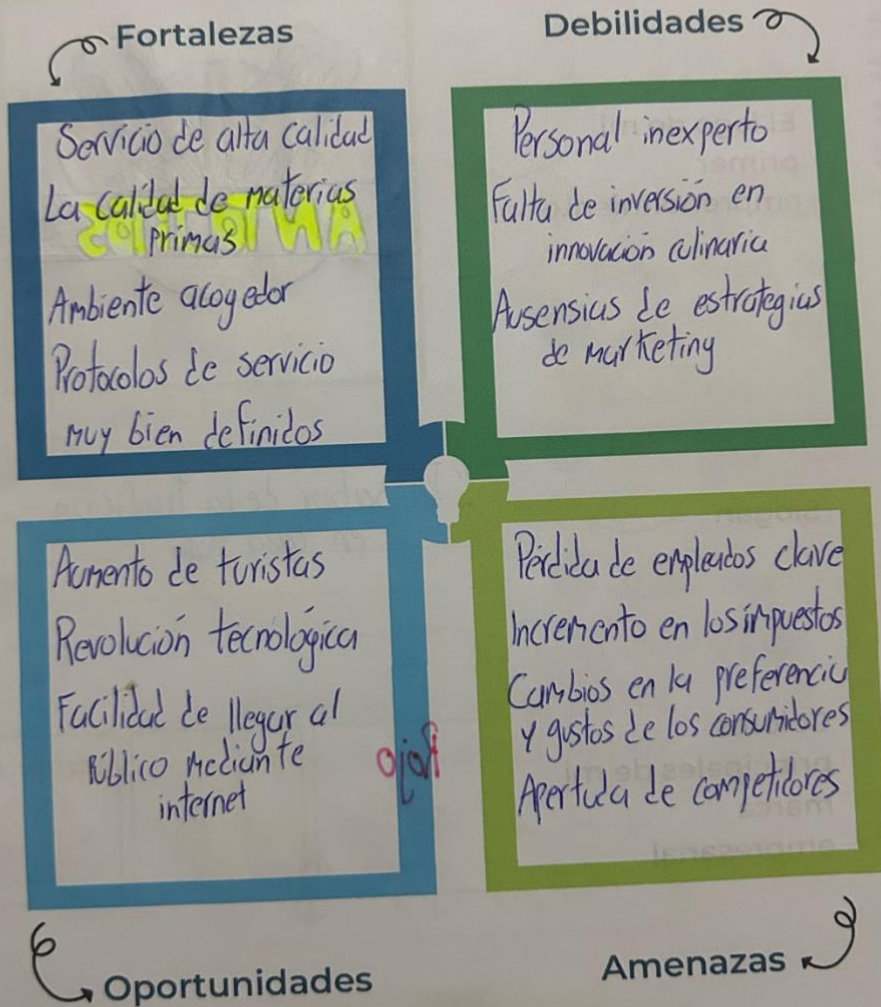 Fortalezas
Servicio de alta calidad
La calidad de materias
primas
Ambiente acogedor
Protocolos de servicio
muy bien definidos
Debilidades
Personal inexperto
Falta de inversión en
innovación culinaria
Ausensias de estrategias
de marketing
Aumento de turistas
Revolución tecnológica
Facilidad de llegar al
Público mediante
internet
Oportunidades
Pérdida de empleados clave
Incremento en los impuestos
Cambios en la preferencia
y gustos de los consumidores
Apertura de competidores
Amenazas